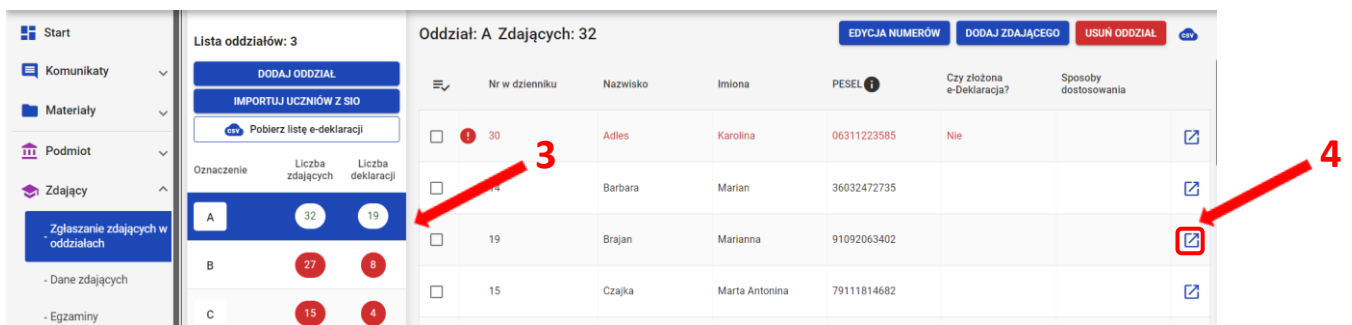 Start
Komunikaty
Materiały
Podmiot
Zdający
- Zgłaszanie zdających w
oddziałach
- Dane zdających
- Egzaminy
Lista oddziałów: 3
DODAJ ODDZIAŁ
IMPORTUJ UCZNIÓW Z SIO
CSV Pobierz listę e-deklaracji
Oznaczenie Liczba zdających Liczba deklaracji
A 32 19
B 27 8
C 15 4
Oddział: A Zdających: 32
EDYCJA NUMERÓW DODAJ ZDAJĄCEGO USUŃ ODDZIAŁ CSV
Nr w dzienniku Nazwisko Imiona PESEL Czy złożona e-Deklaracja? Sposoby dostosowania
30 Adles Karolina 06311223585 Nie
Barbara Marian 36032472735
19 Brajan Marianna 91092063402
15 Czajka Marta Antonina 79111814682
3
4